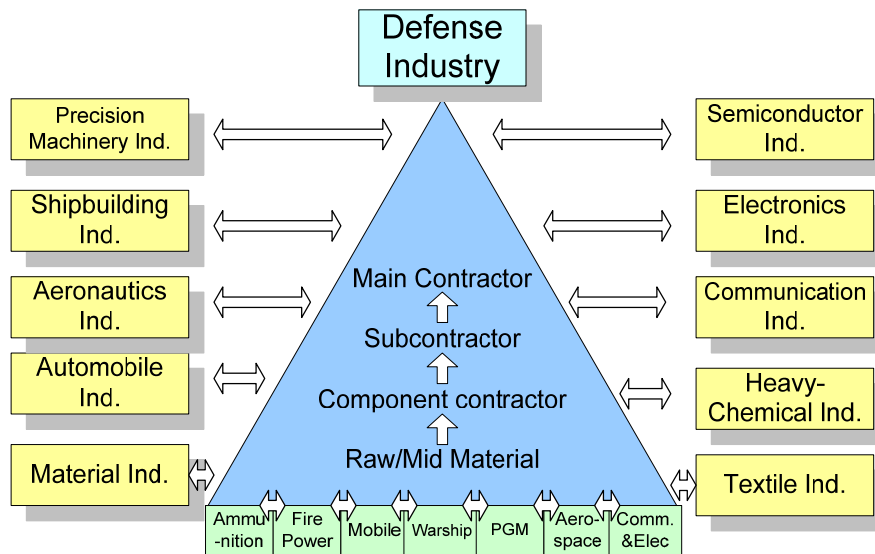 Defense
Industry
Precision
Machinery Ind.
Semiconductor
Ind.
Shipbuilding
Ind.
Electronics
Ind.
Aeronautics
Ind.
Communication
Ind.
Automobile
Ind.
Heavy-
Chemical Ind.
Material Ind.
Textile Ind.
Main Contractor
Subcontractor
Component contractor
Raw/Mid Material
Ammu
-nition
Fire
Power
Mobile
Warship
PGM
Aero-
space
Comm.
&Elec